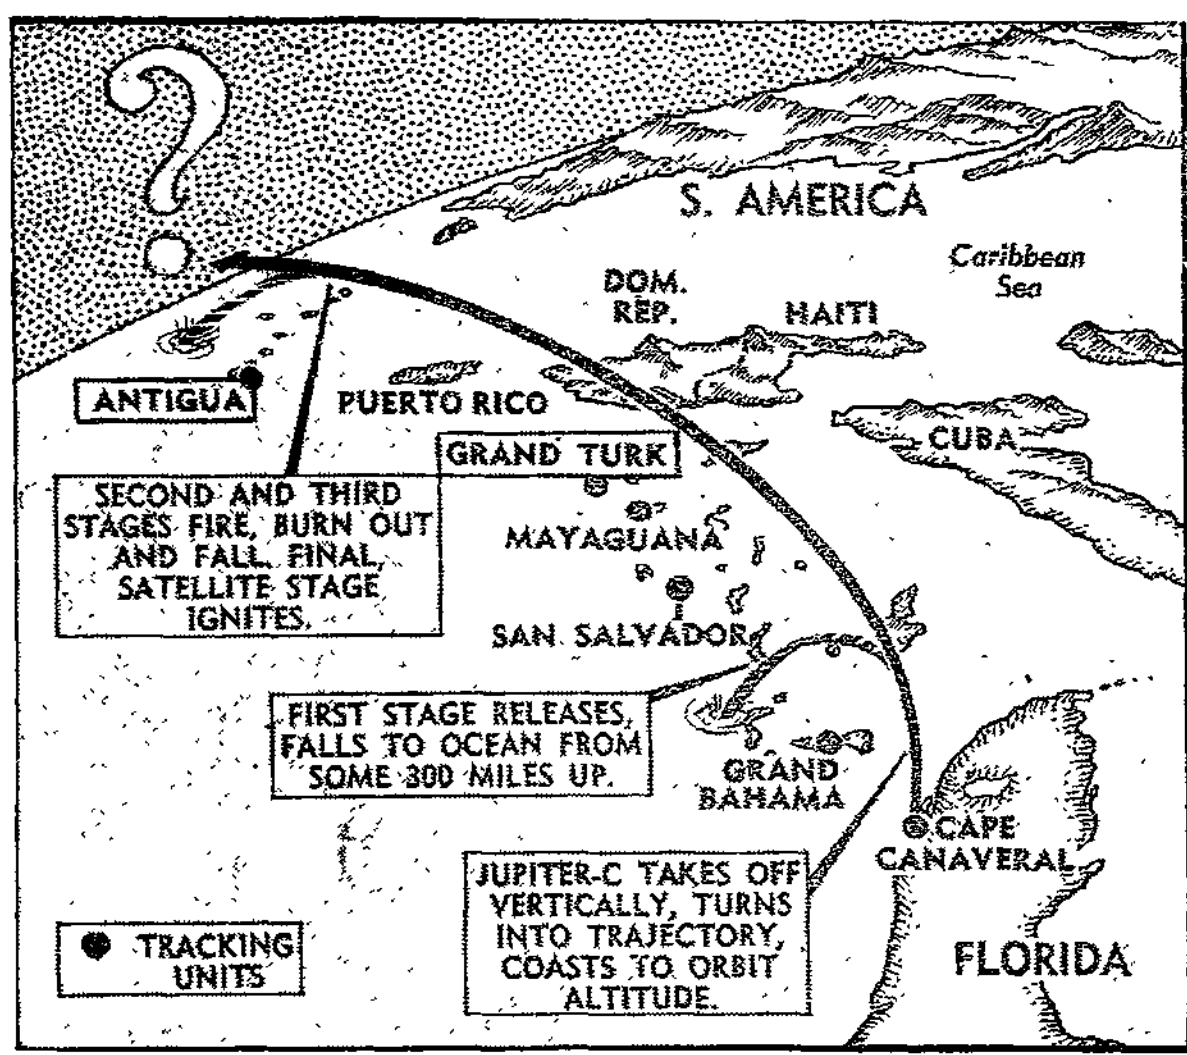 ?
S. AMERICA
Caribbean
Sea
DOM.
REP.
HAITI
ANTIGUA
PUERTO RICO
CUBA
GRAND TURK
SECOND AND THIRD
STAGES FIRE, BURN OUT
AND FALL. FINAL,
SATELLITE STAGE
IGNITES.
MAYAGUANA
SAN SALVADOR
FIRST STAGE RELEASES,
FALLS TO OCEAN FROM
SOME 300 MILES UP.
GRAND
BAHAMA
CAPE
CANAVERAL
JUPITER-C TAKES OFF
VERTICALLY, TURNS
INTO TRAJECTORY,
COASTS TO ORBIT
ALTITUDE.
TRACKING
UNITS
FLORIDA